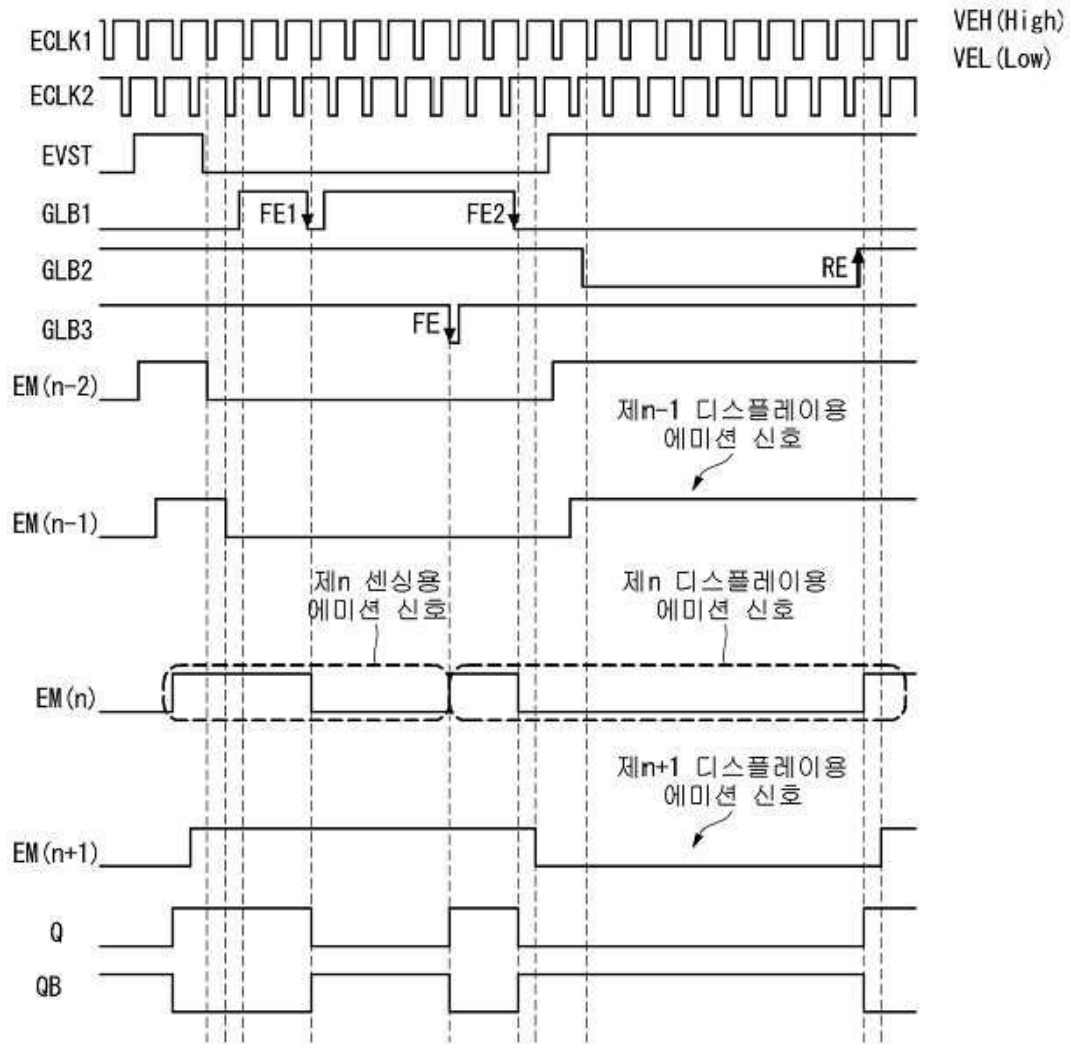 ECLK1
VEH(High)
VEL(Low)
ECLK2
EVST
GLB1
FE1
FE2
GLB2
RE
GLB3
FE
EM(n-2)
제n-1 디스플레이용
에미션 신호
EM(n-1)
제n 센싱용
에미션 신호
제n 디스플레이용
에미션 신호
EM(n)
제n+1 디스플레이용
에미션 신호
EM(n+1)
Q
QB